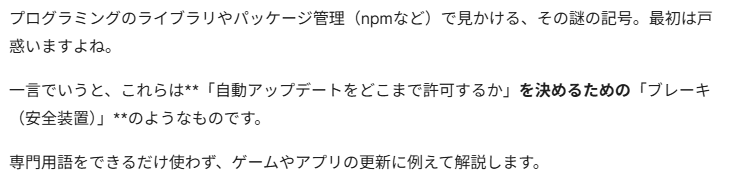 プログラミングのライブラリやパッケージ管理（npmなど）で見かける、その謎の記号。最初は戸
惑いますよね。
一言でいうと、これらは**「自動アップデートをどこまで許可するか」を決めるための「ブレーキ
（安全装置）」**のようなものです。
専門用語をできるだけ使わず、ゲームやアプリの更新に例えて解説します。